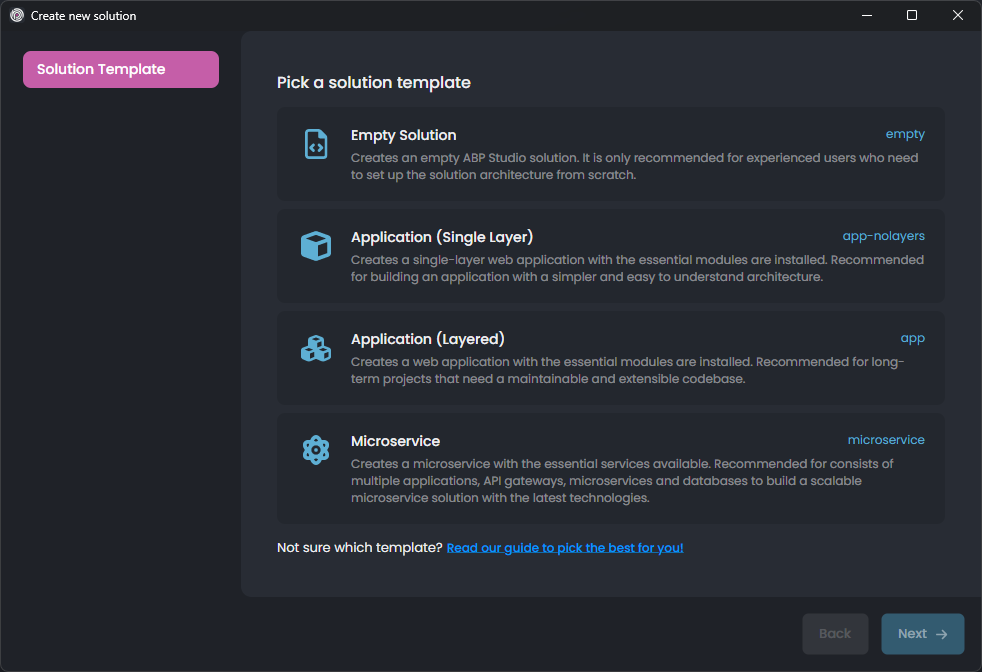 Create new solution
Solution Template
Pick a solution template
Empty Solution
empty
Creates an empty ABP Studio solution. It is only recommended for experienced users who need
to set up the solution architecture from scratch.
Application (Single Layer)
app-nolayers
Creates a single-layer web application with the essential modules are installed. Recommended
for building an application with a simpler and easy to understand architecture.
Application (Layered)
app
Creates a web application with the essential modules are installed. Recommended for long-
term projects that need a maintainable and extensible codebase.
Microservice
microservice
Creates a microservice with the essential services available. Recommended for consists of
multiple applications, API gateways, microservices and databases to build a scalable
microservice solution with the latest technologies.
Not sure which template? Read our guide to pick the best for you!
Back
Next →